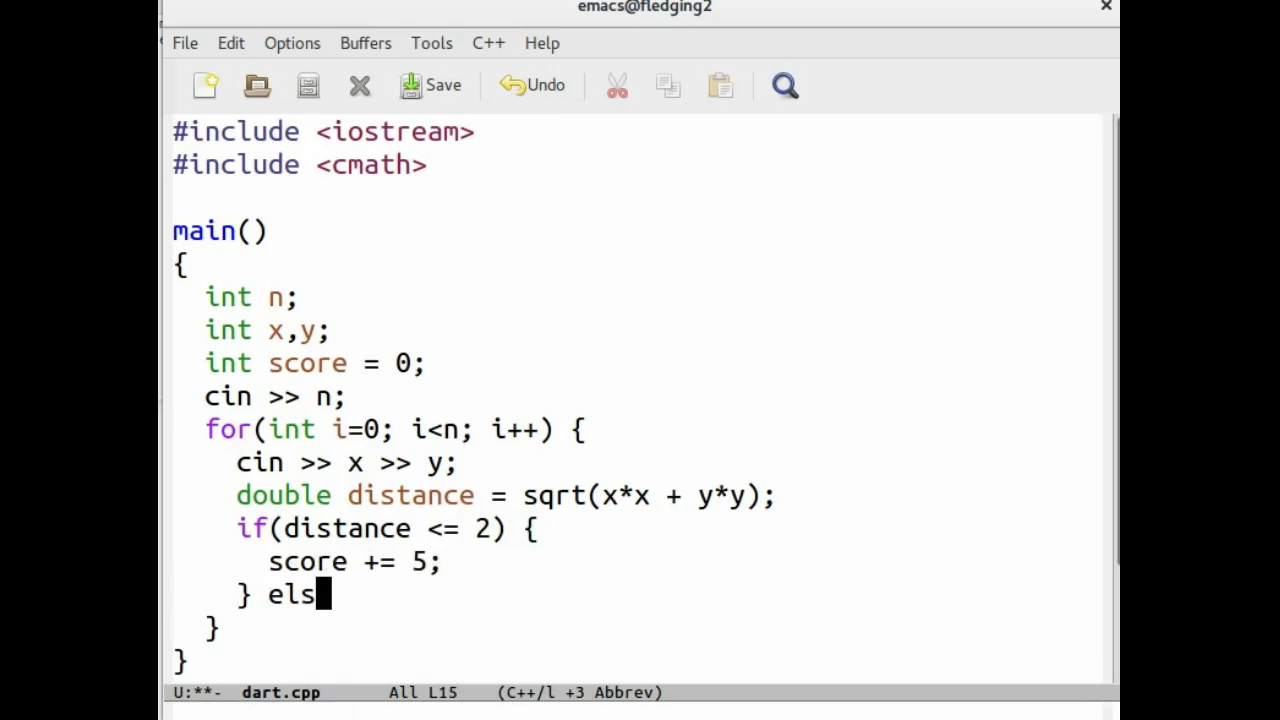 emacs@fledging2
File Edit Options Buffers Tools C++ Help
Save Undo
#include <iostream>
#include <cmath>
main()
{
int n;
int x,y;
int score = 0;
cin >> n;
for(int i=0; i<n; i++) {
cin >> x >> y;
double distance = sqrt(x*x + y*y);
if(distance <= 2) {
score += 5;
} els
}
}
U:**- dart.cpp All L15 (C++/l +3 Abbrev)